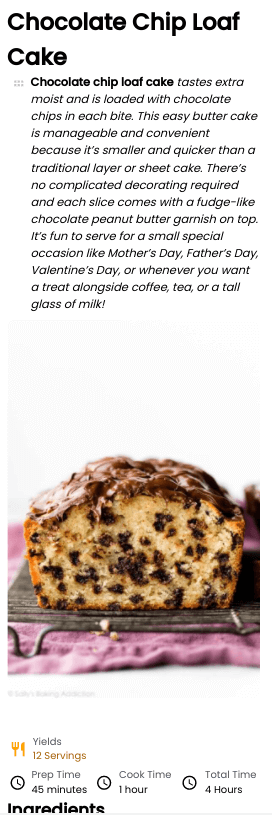 Chocolate Chip Loaf
Cake
Chocolate chip loaf cake tastes extra
moist and is loaded with chocolate
chips in each bite. This easy butter cake
is manageable and convenient
because it’s smaller and quicker than a
traditional layer or sheet cake. There’s
no complicated decorating required
and each slice comes with a fudge-like
chocolate peanut butter garnish on top.
It’s fun to serve for a small special
occasion like Mother’s Day, Father’s Day,
Valentine’s Day, or whenever you want
a treat alongside coffee, tea, or a tall
glass of milk!
© Sally's Baking Addiction
Yields
12 Servings
Prep Time Cook Time Total Time
45 minutes 1 hour 4 Hours
Ingredients